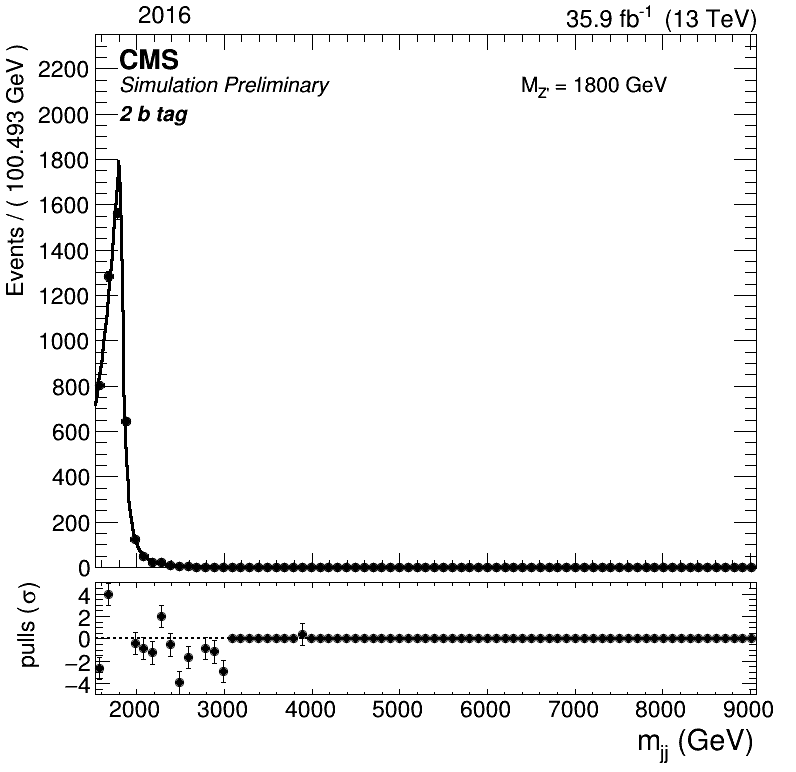 2016 35.9 fb⁻¹ (13 TeV)
CMS
Simulation Preliminary
M_Z' = 1800 GeV
2 b tag
Events / ( 100.493 GeV )
2200
2000
1800
1600
1400
1200
1000
800
600
400
200
0
pulls (σ)
4
2
0
−2
−4
2000 3000 4000 5000 6000 7000 8000 9000
m_jj (GeV)